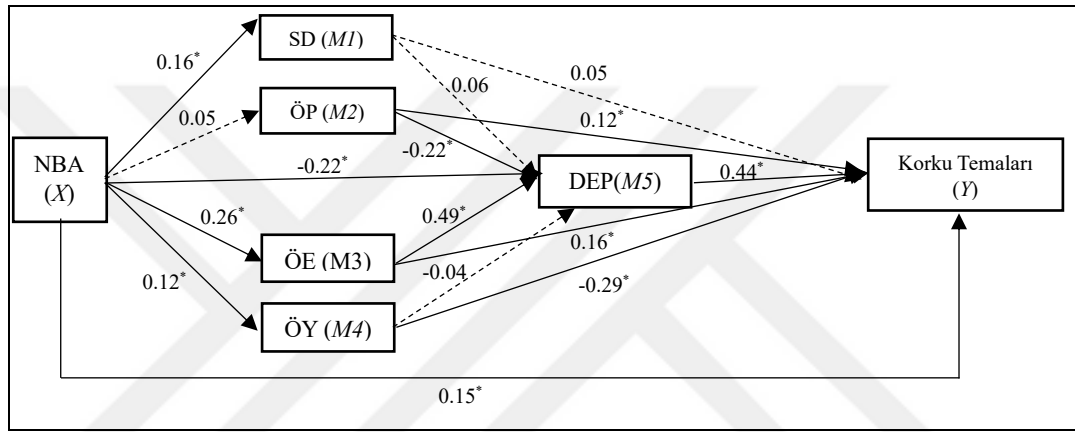 SD (M1)
0.16*
0.05
0.06
0.05
ÖP (M2)
0.12*
-0.22*
NBA
(X)
-0.22*
DEP(M5)
0.44*
Korku Temaları
(Y)
0.26*
0.49*
ÖE (M3)
0.16*
-0.04
0.12*
-0.29*
ÖY (M4)
0.15*